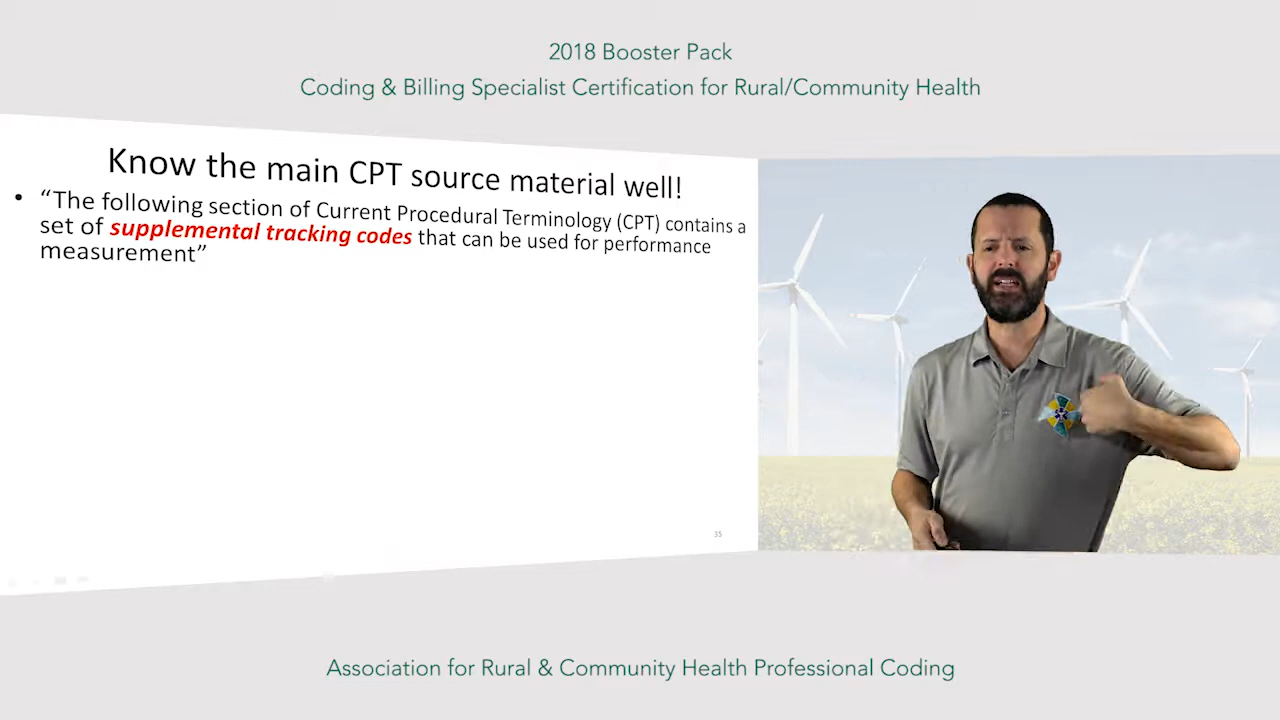 2018 Booster Pack
Coding & Billing Specialist Certification for Rural/Community Health
Know the main CPT source material well!
• “The following section of Current Procedural Terminology (CPT) contains a
set of supplemental tracking codes that can be used for performance
measurement”
35
Association for Rural & Community Health Professional Coding